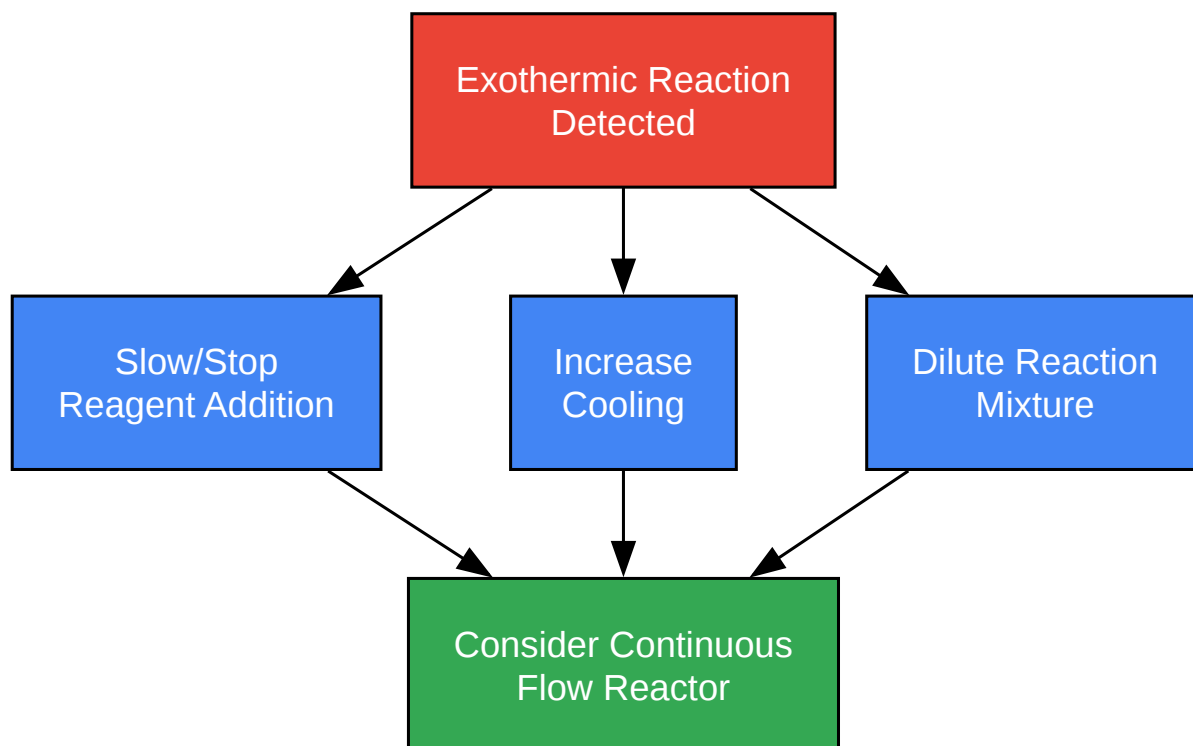 Exothermic Reaction
Detected
Slow/Stop
Reagent Addition
Increase
Cooling
Dilute Reaction
Mixture
Consider Continuous
Flow Reactor